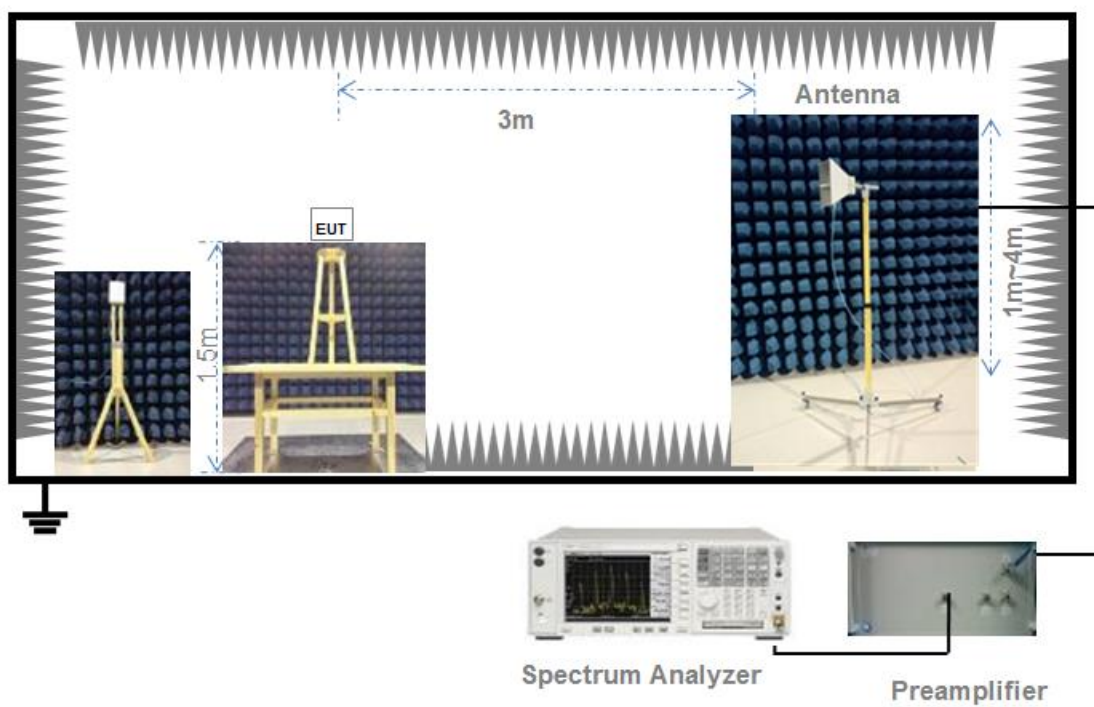 Antenna
3m
EUT
1.5m
1m~4m
Spectrum Analyzer
Preamplifier